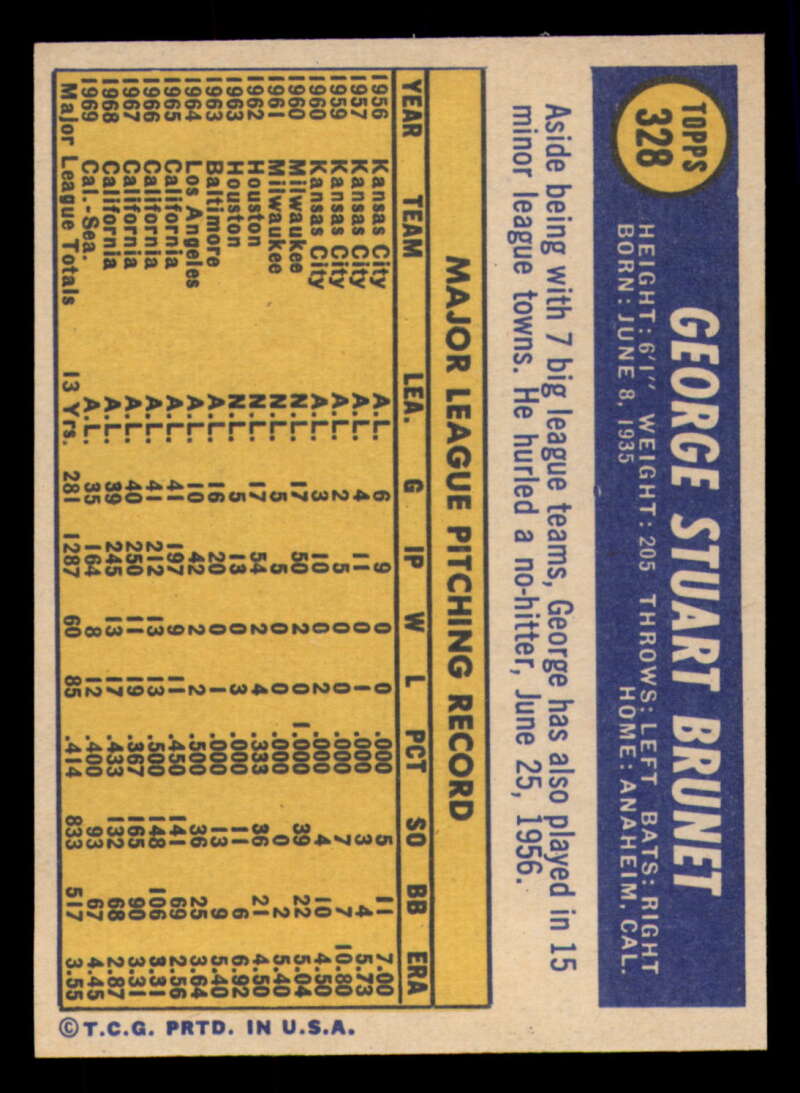 TOPPS
328
GEORGE STUART BRUNET
HEIGHT: 6'1" WEIGHT: 205 THROWS: LEFT BATS: RIGHT
BORN: JUNE 8, 1935 HOME: ANAHEIM, CAL.
Aside being with 7 big league teams, George has also played in 15
minor league towns. He hurled a no-hitter, June 25, 1956.
MAJOR LEAGUE PITCHING RECORD
YEAR TEAM LEA. G IP W L PCT SO BB ERA
1956 Kansas City A.L. 6 9 0 0 .000 5 11 7.00
1957 Kansas City A.L. 4 11 0 1 .000 3 4 5.73
1959 Kansas City A.L. 2 5 0 0 .000 7 7 10.80
1960 Kansas City A.L. 3 10 0 2 .000 4 10 4.50
1960 Milwaukee N.L. 17 50 2 0 1.000 39 22 5.04
1961 Milwaukee N.L. 5 5 0 0 .000 0 2 5.40
1962 Houston N.L. 17 54 2 4 .333 36 21 4.50
1963 Houston N.L. 5 13 0 3 .000 11 6 6.92
1963 Baltimore A.L. 16 20 0 1 .000 13 9 5.40
1964 Los Angeles A.L. 10 42 2 2 .500 36 25 3.64
1965 California A.L. 41 197 9 11 .450 141 69 2.56
1966 California A.L. 41 212 13 13 .500 148 106 3.31
1967 California A.L. 40 250 11 19 .367 165 90 3.31
1968 California A.L. 39 245 13 17 .433 132 68 2.87
1969 Cal.-Sea. A.L. 35 164 8 12 .400 93 67 4.45
Major League Totals 13 Yrs. 281 1287 60 85 .414 833 517 3.55
© T.C.G. PRTD. IN U.S.A.